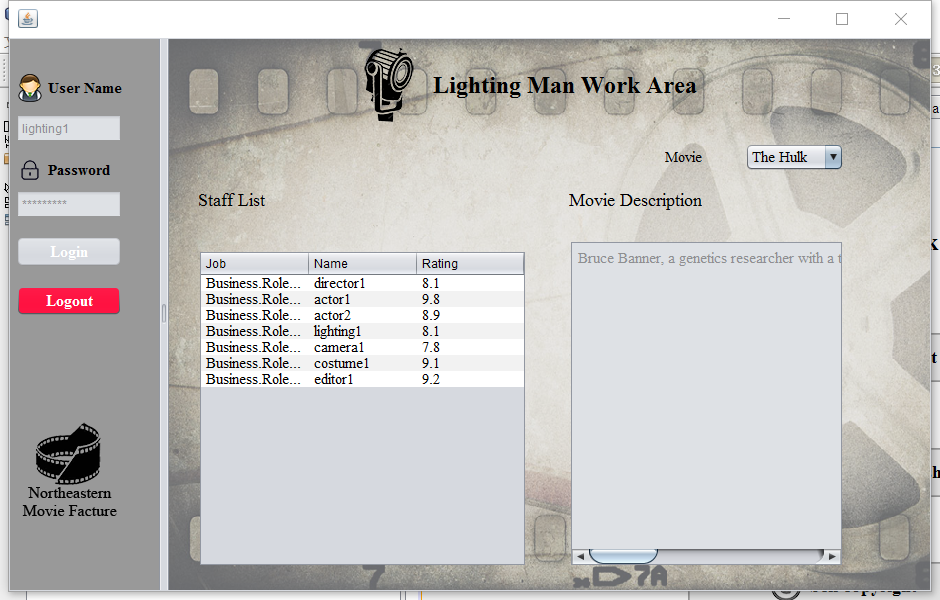 User Name
lighting1
Password
*********
Login
Logout
Northeastern
Movie Facture
Lighting Man Work Area
Movie The Hulk
Staff List
Job Name Rating
Business.Role... director1 8.1
Business.Role... actor1 9.8
Business.Role... actor2 8.9
Business.Role... lighting1 8.1
Business.Role... camera1 7.8
Business.Role... costume1 9.1
Business.Role... editor1 9.2
Movie Description
Bruce Banner, a genetics researcher with a t
7
7A